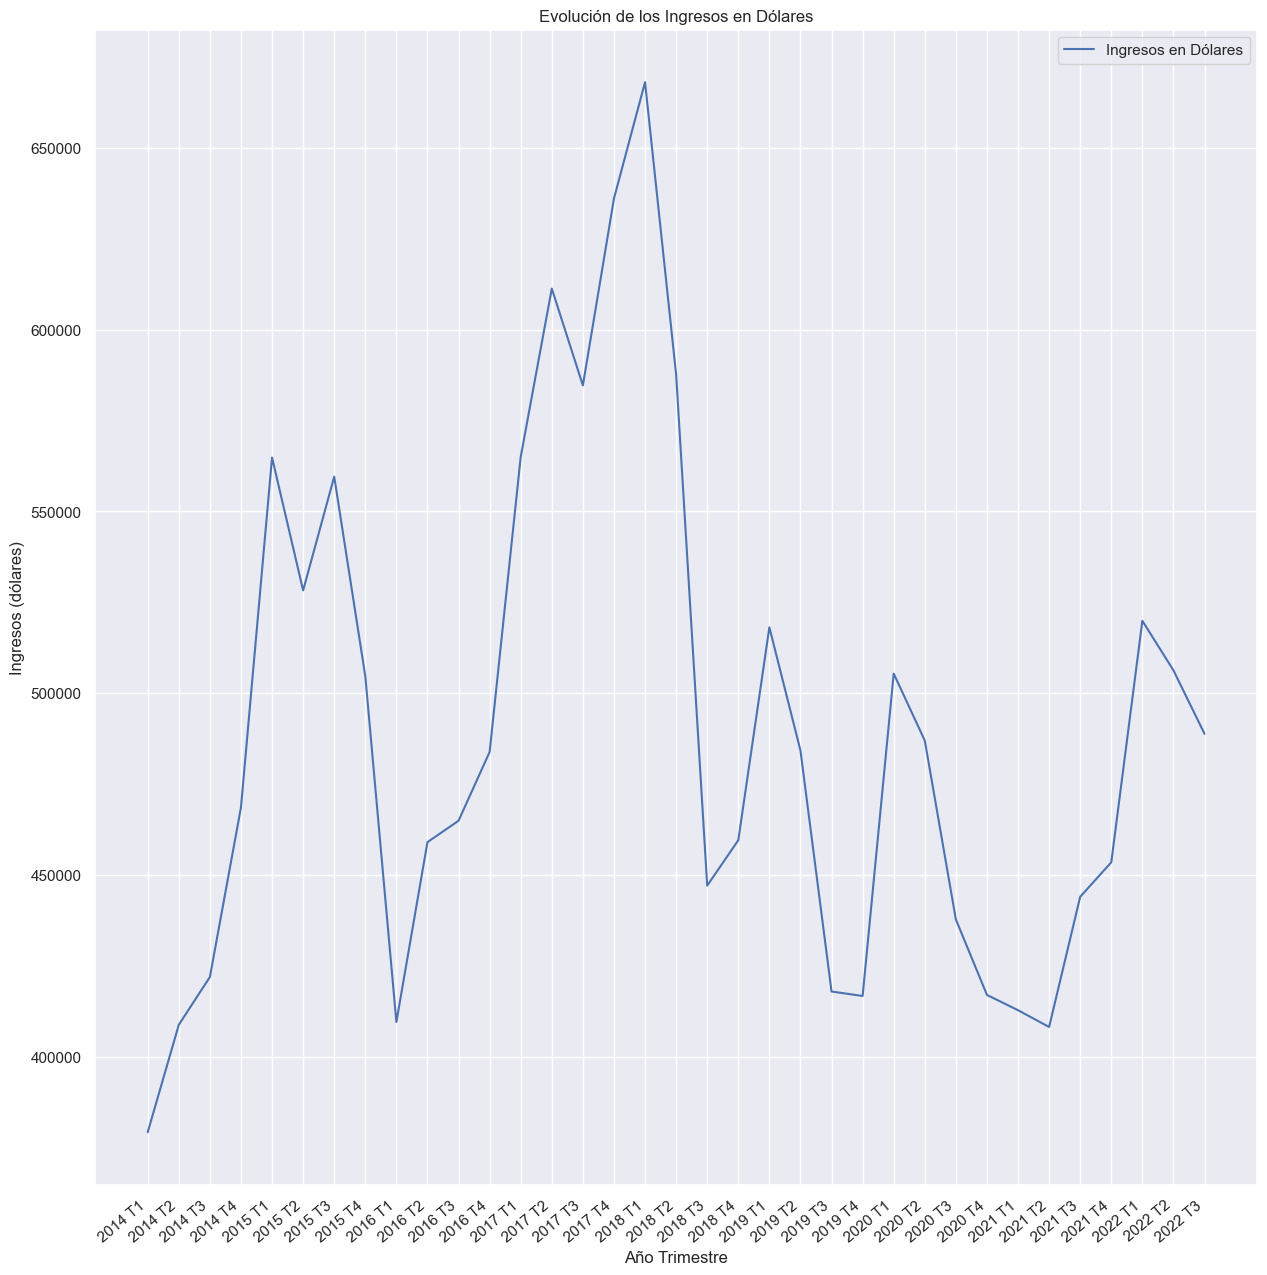 Evolución de los Ingresos en Dólares
Ingresos en Dólares
650000
600000
550000
500000
450000
400000
Ingresos (dólares)
2014 T1
2014 T2
2014 T3
2014 T4
2015 T1
2015 T2
2015 T3
2015 T4
2016 T1
2016 T2
2016 T3
2016 T4
2017 T1
2017 T2
2017 T3
2017 T4
2018 T1
2018 T2
2018 T3
2018 T4
2019 T1
2019 T2
2019 T3
2019 T4
2020 T1
2020 T2
2020 T3
2020 T4
2021 T1
2021 T2
2021 T3
2021 T4
2022 T1
2022 T2
2022 T3
Año Trimestre